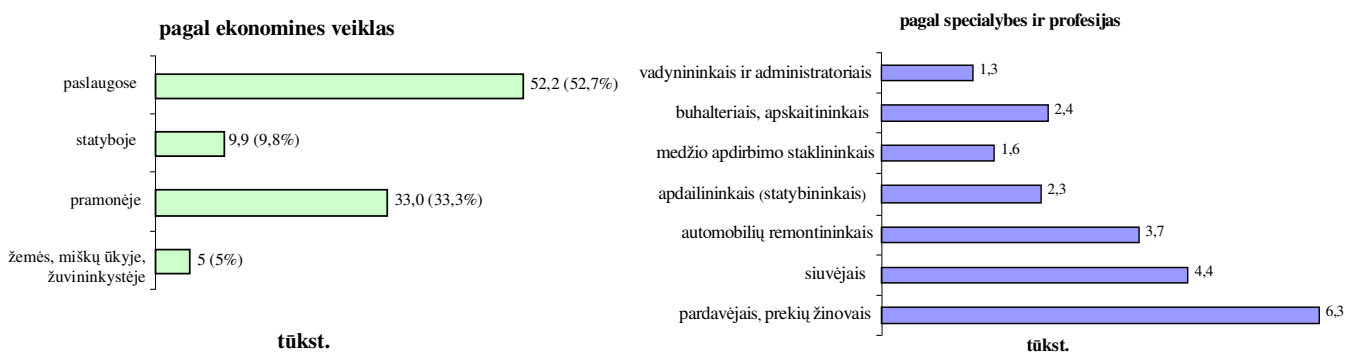 pagal ekonomines veiklas
paslaugose
52,2 (52,7%)
statyboje
9,9 (9,8%)
pramonėje
33,0 (33,3%)
žemės, miškų ūkyje,
žuvininkystėje
5 (5%)
tūkst.
pagal specialybes ir profesijas
vadynininkais ir administratoriais
1,3
buhalteriais, apskaitininkais
2,4
medžio apdirbimo staklininkais
1,6
apdailininkais (statybininkais)
2,3
automobilių remontininkais
3,7
siuvėjais
4,4
pardavėjais, prekių žinovais
6,3
tūkst.